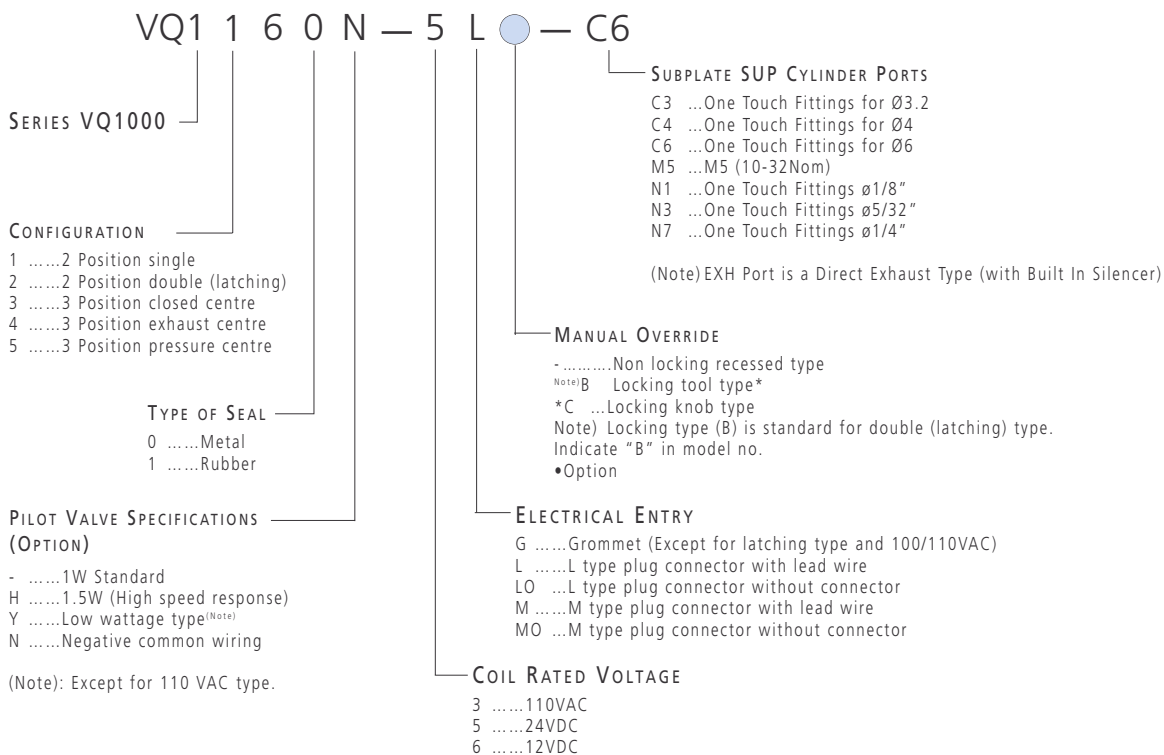 VQ1 1 6 0 N — 5 L — C6
SUBPLATE SUP CYLINDER PORTS
C3 ...One Touch Fittings for Ø3.2
C4 ...One Touch Fittings for Ø4
C6 ...One Touch Fittings for Ø6
M5 ...M5 (10-32Nom)
N1 ...One Touch Fittings ø1/8"
N3 ...One Touch Fittings ø5/32"
N7 ...One Touch Fittings ø1/4"
(Note) EXH Port is a Direct Exhaust Type (with Built In Silencer)
SERIES VQ1000
CONFIGURATION
1 ......2 Position single
2 ......2 Position double (latching)
3 ......3 Position closed centre
4 ......3 Position exhaust centre
5 ......3 Position pressure centre
MANUAL OVERRIDE
- ..........Non locking recessed type
Note)B Locking tool type*
*C ...Locking knob type
Note) Locking type (B) is standard for double (latching) type.
Indicate “B” in model no.
•Option
TYPE OF SEAL
0 ......Metal
1 ......Rubber
PILOT VALVE SPECIFICATIONS
(OPTION)
- ......1W Standard
H ......1.5W (High speed response)
Y ......Low wattage type(Note)
N ......Negative common wiring
(Note): Except for 110 VAC type.
ELECTRICAL ENTRY
G ......Grommet (Except for latching type and 100/110VAC)
L ......L type plug connector with lead wire
LO ...L type plug connector without connector
M ......M type plug connector with lead wire
MO ...M type plug connector without connector
COIL RATED VOLTAGE
3 ......110VAC
5 ......24VDC
6 ......12VDC